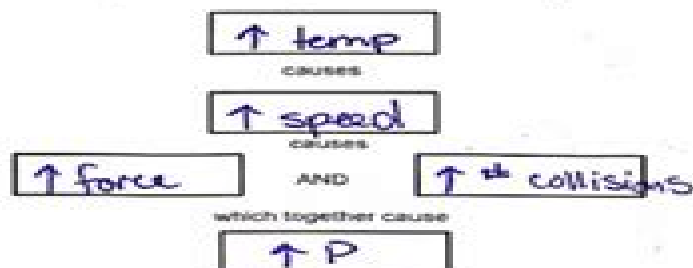 ↑ temp
causes
↑ speed
causes
↑ force AND ↑ # collisions
which together cause
↑ P